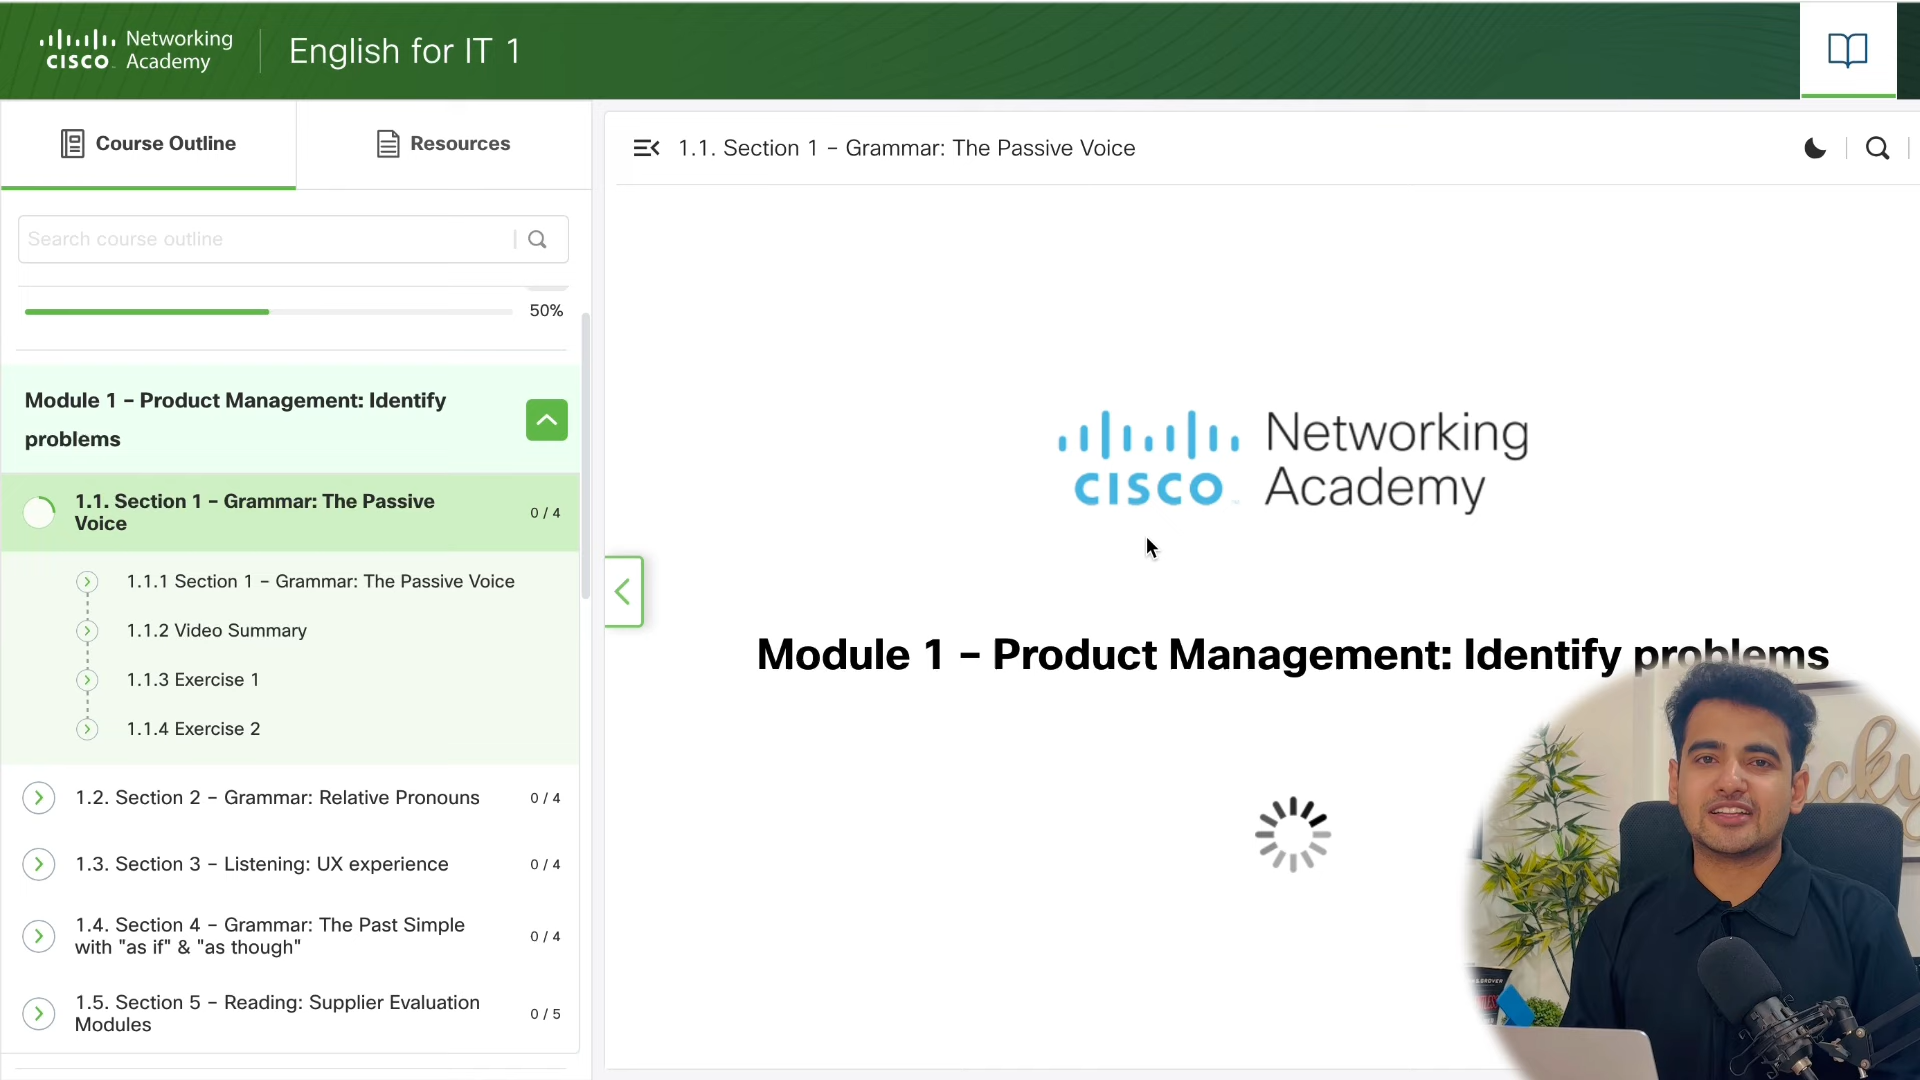 Networking
CISCO Academy
English for IT 1
Course Outline
Resources
Search course outline
50%
Module 1 – Product Management: Identify
problems
1.1. Section 1 – Grammar: The Passive
Voice
0 / 4
1.1.1 Section 1 – Grammar: The Passive Voice
1.1.2 Video Summary
1.1.3 Exercise 1
1.1.4 Exercise 2
1.2. Section 2 – Grammar: Relative Pronouns
0 / 4
1.3. Section 3 – Listening: UX experience
0 / 4
1.4. Section 4 – Grammar: The Past Simple
with "as if" & "as though"
0 / 4
1.5. Section 5 – Reading: Supplier Evaluation
Modules
0 / 5
1.1. Section 1 – Grammar: The Passive Voice
Networking
CISCO Academy
Module 1 – Product Management: Identify problems